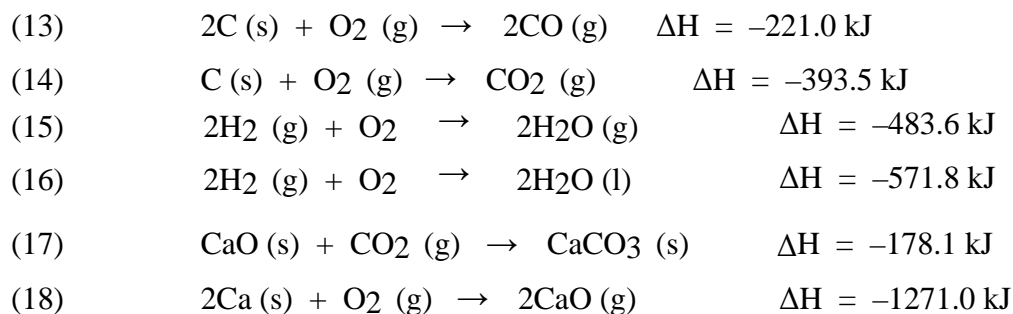 (13) 2C (s) + O2 (g) → 2CO (g) ΔH = –221.0 kJ
(14) C (s) + O2 (g) → CO2 (g) ΔH = –393.5 kJ
(15) 2H2 (g) + O2 → 2H2O (g) ΔH = –483.6 kJ
(16) 2H2 (g) + O2 → 2H2O (l) ΔH = –571.8 kJ
(17) CaO (s) + CO2 (g) → CaCO3 (s) ΔH = –178.1 kJ
(18) 2Ca (s) + O2 (g) → 2CaO (g) ΔH = –1271.0 kJ